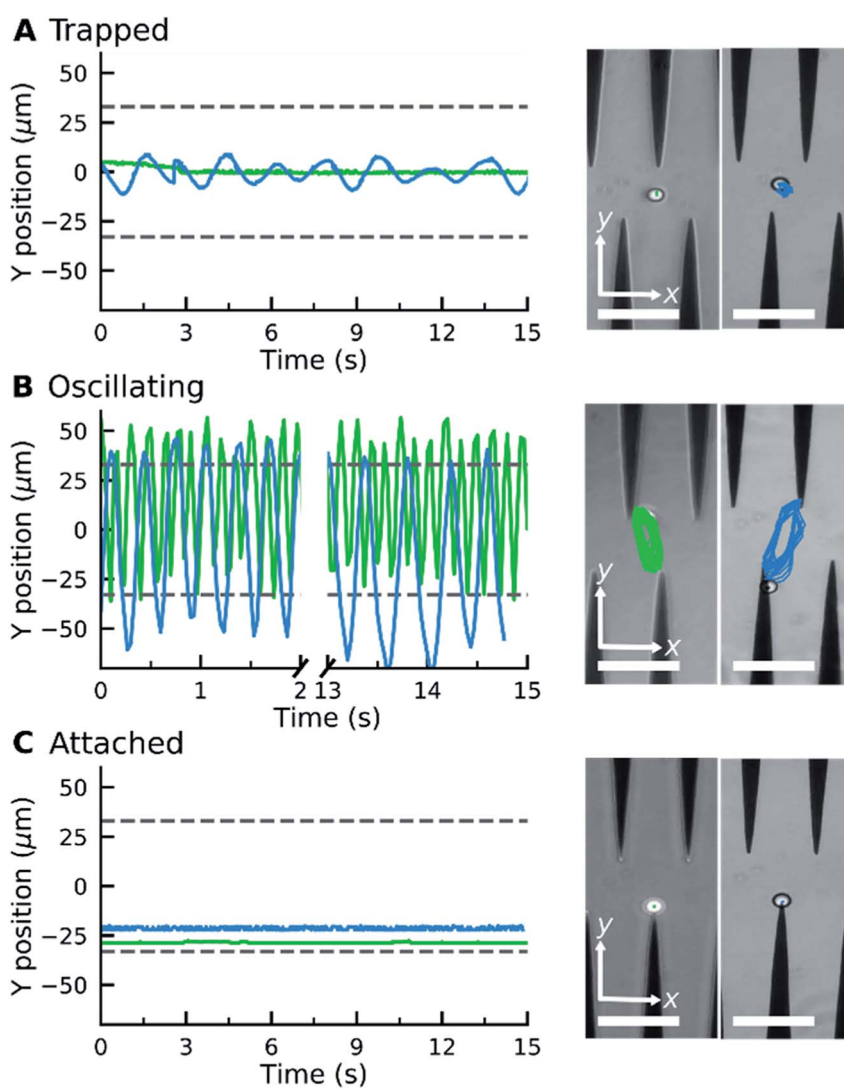 A Trapped
50
25
0
−25
−50
Y position (μm)
0 3 6 9 12 15
Time (s)
y
x
B Oscillating
50
25
0
−25
−50
Y position (μm)
0 1 2 13 14 15
Time (s)
y
x
C Attached
50
25
0
−25
−50
Y position (μm)
0 3 6 9 12 15
Time (s)
y
x